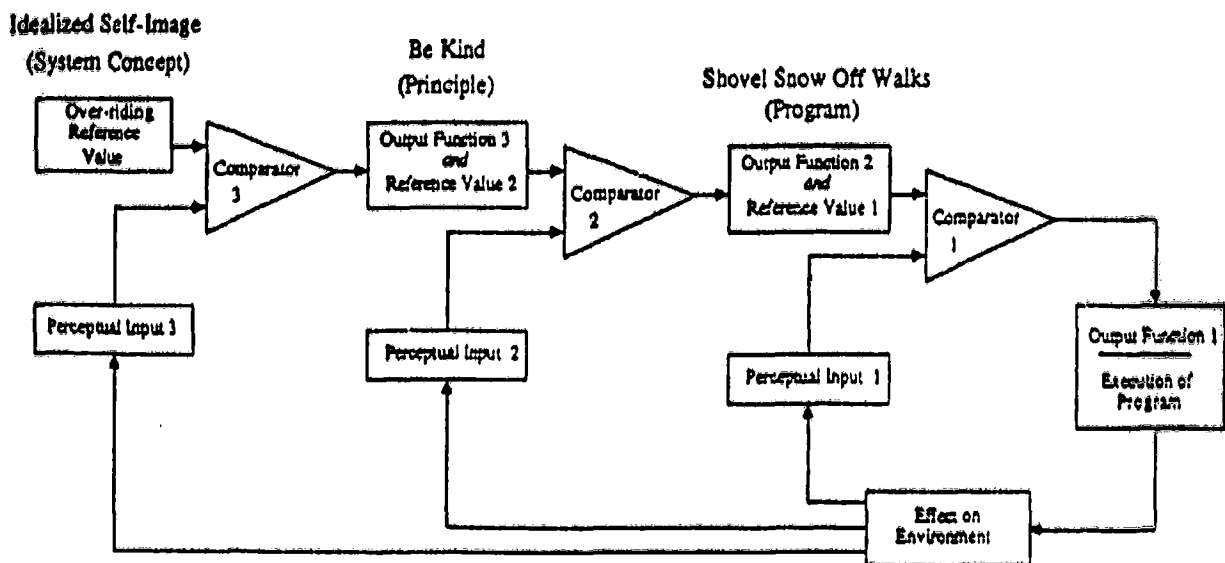 Idealized Self-Image
(System Concept)
Be Kind
(Principle)
Shovel Snow Off Walks
(Program)
Over-riding
Reference
Value
Comparator
3
Output Function 3
and
Reference Value 2
Comparator
2
Output Function 2
and
Reference Value 1
Comparator
1
Perceptual Input 3
Perceptual Input 2
Perceptual Input 1
Output Function 1
Execution of
Program
Effect on
Environment